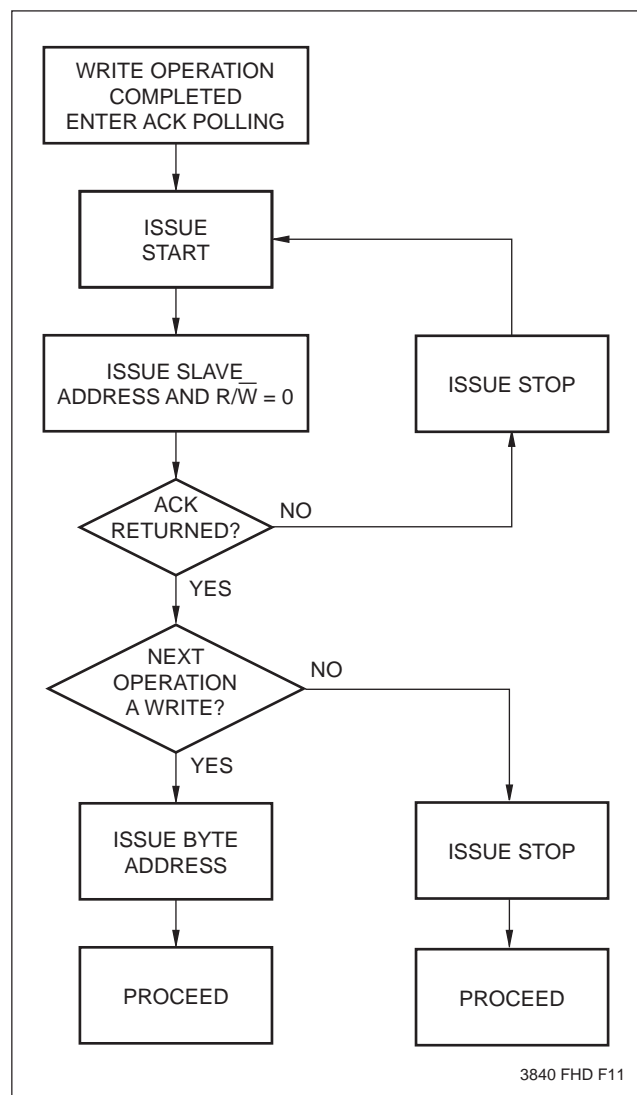 WRITE OPERATION
COMPLETED
ENTER ACK POLLING
ISSUE
START
ISSUE SLAVE
ADDRESS AND R/W̅ = 0
ISSUE STOP
ACK
RETURNED?
NO
YES
NEXT
OPERATION
A WRITE?
NO
YES
ISSUE BYTE
ADDRESS
ISSUE STOP
PROCEED
PROCEED
3840 FHD F11